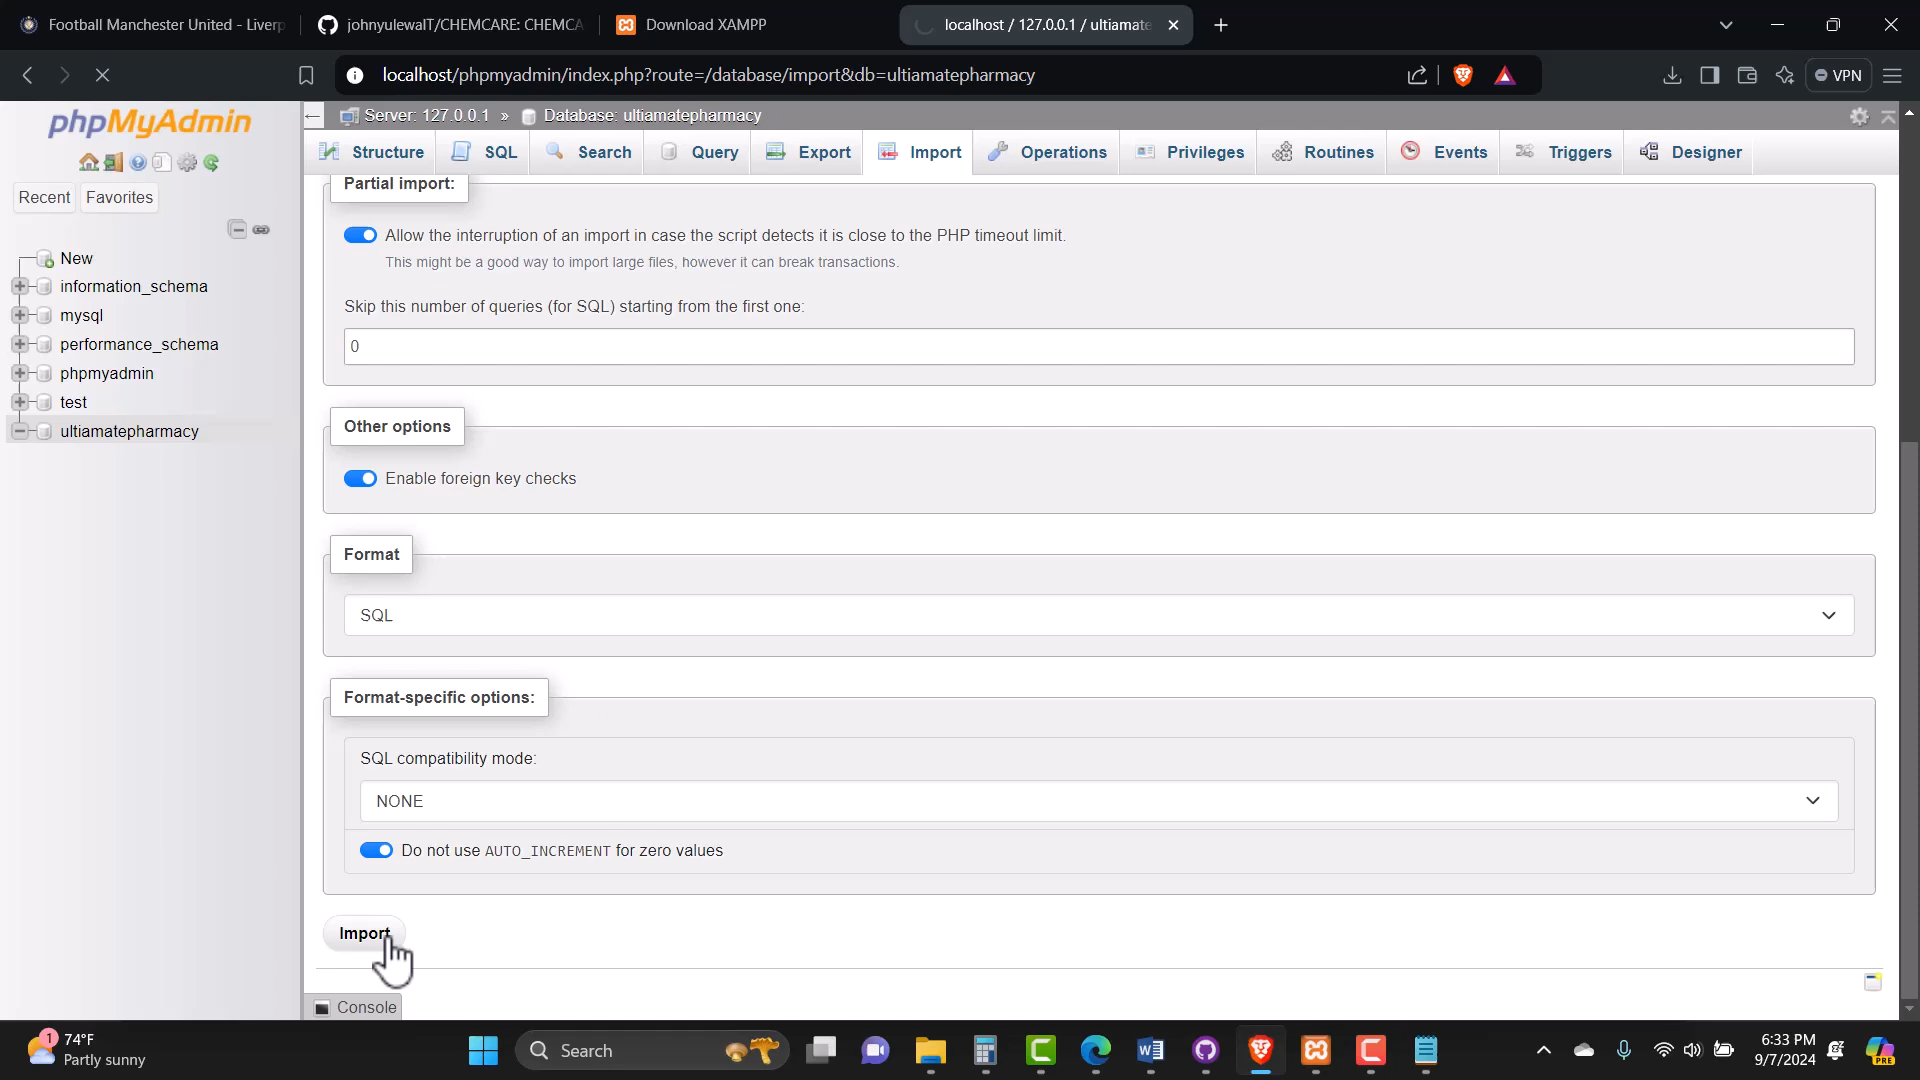 Football Manchester United - Liverp
johnyulewaIT/CHEMCARE: CHEMCA
Download XAMPP
localhost / 127.0.0.1 / ultiamate
localhost/phpmyadmin/index.php?route=/database/import&db=ultiamatepharmacy
VPN
phpMyAdmin
Server: 127.0.0.1 » Database: ultiamatepharmacy
Structure
SQL
Search
Query
Export
Import
Operations
Privileges
Routines
Events
Triggers
Designer
Recent
Favorites
New
information_schema
mysql
performance_schema
phpmyadmin
test
ultiamatepharmacy
Partial import:
Allow the interruption of an import in case the script detects it is close to the PHP timeout limit.
This might be a good way to import large files, however it can break transactions.
Skip this number of queries (for SQL) starting from the first one:
0
Other options
Enable foreign key checks
Format
SQL
Format-specific options:
SQL compatibility mode:
NONE
Do not use AUTO_INCREMENT for zero values
Import
Console
1
74°F
Partly sunny
Search
6:33 PM
9/7/2024
PRE